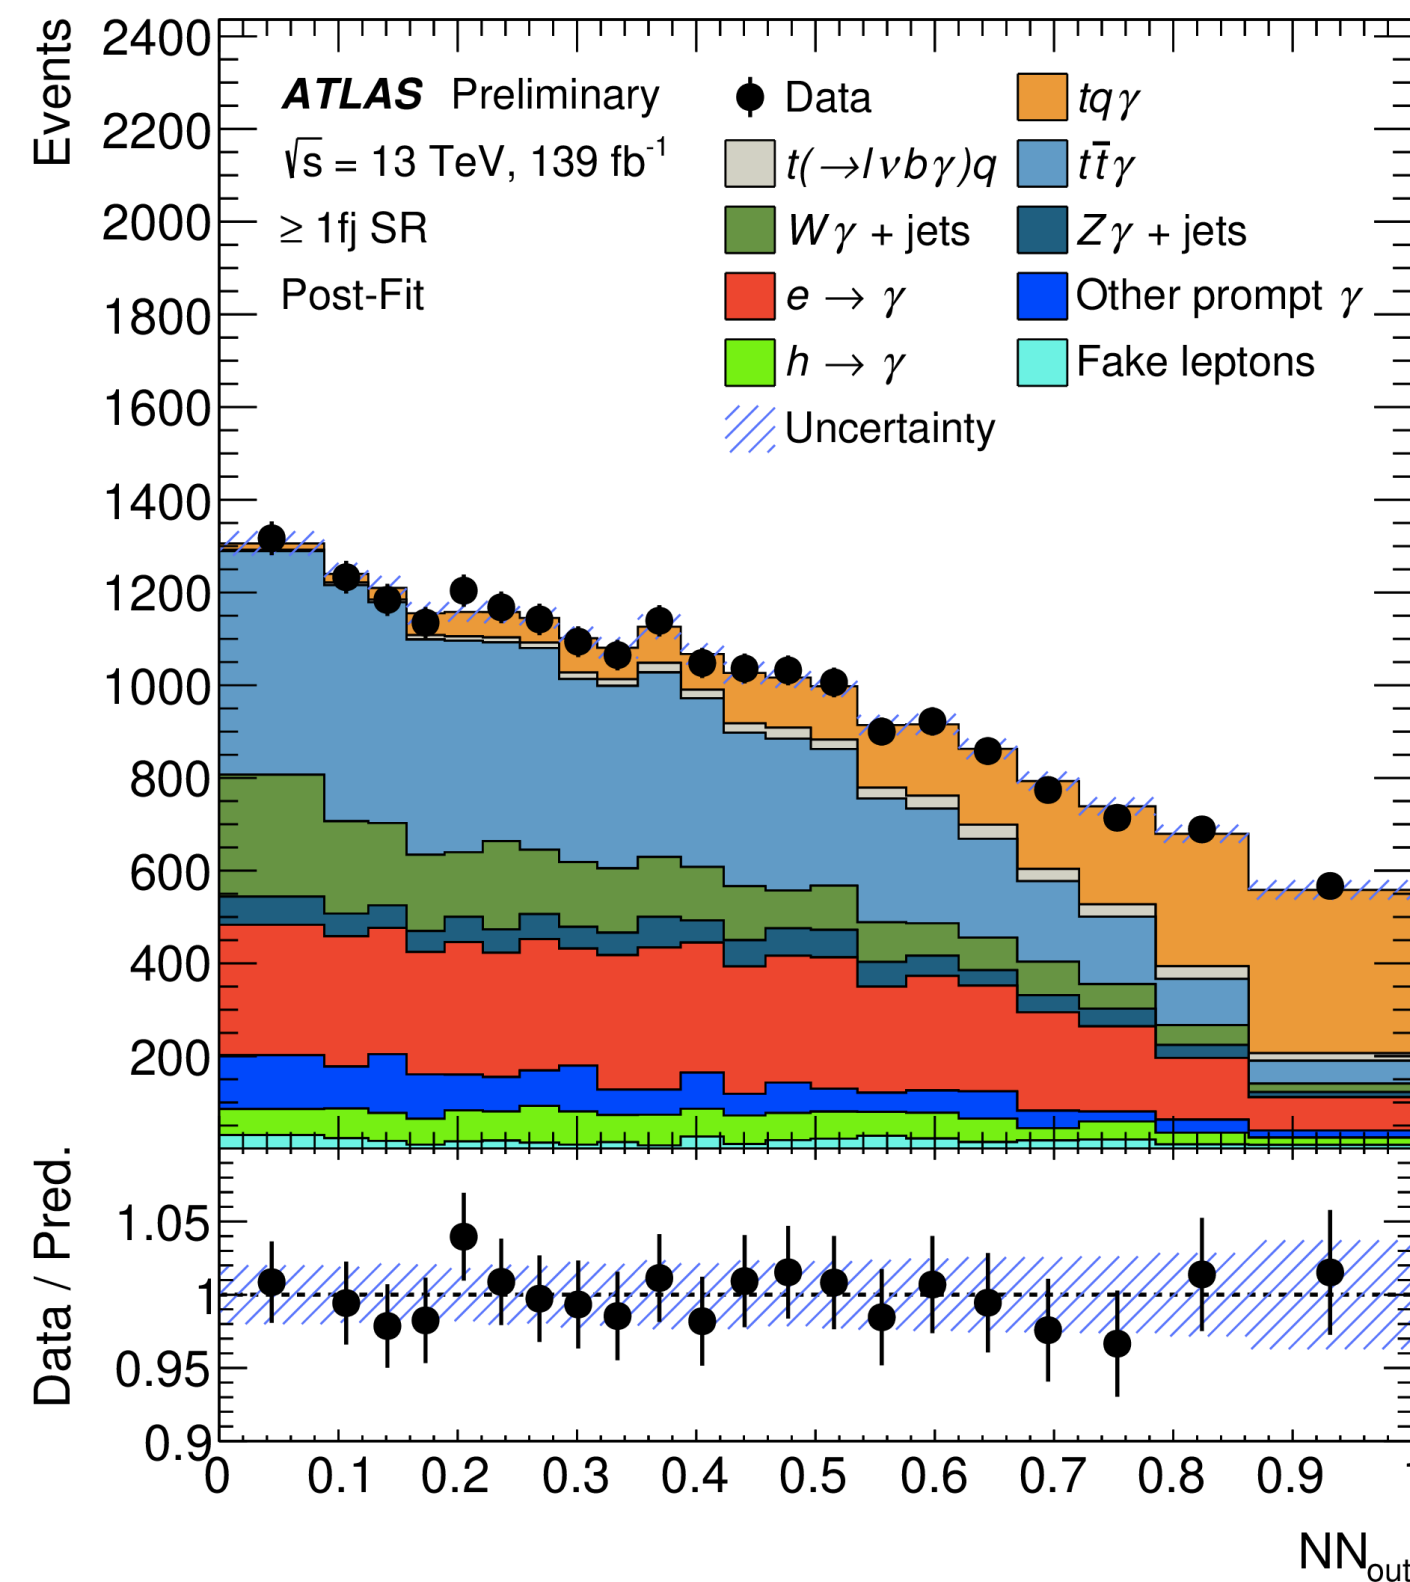 Events
2400
2200
2000
1800
1600
1400
1200
1000
800
600
400
200
ATLAS Preliminary
√s = 13 TeV, 139 fb⁻¹
≥ 1fj SR
Post-Fit
Data
tqγ
t(→lνbγ)q
tt̄γ
Wγ + jets
Zγ + jets
e → γ
Other prompt γ
h → γ
Fake leptons
Uncertainty
Data / Pred.
1.05
1
0.95
0.9
0 0.1 0.2 0.3 0.4 0.5 0.6 0.7 0.8 0.9
NN_out